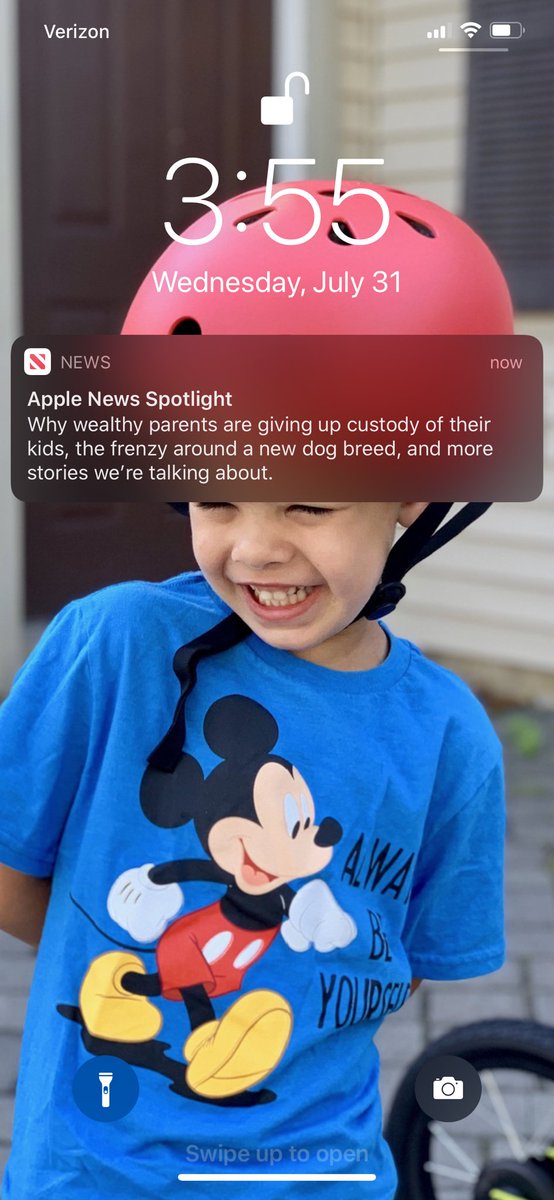 Verizon
3:55
Wednesday, July 31
NEWS
now
Apple News Spotlight
Why wealthy parents are giving up custody of their
kids, the frenzy around a new dog breed, and more
stories we're talking about.
ALWA
BE
YOURSELF
Swipe up to open